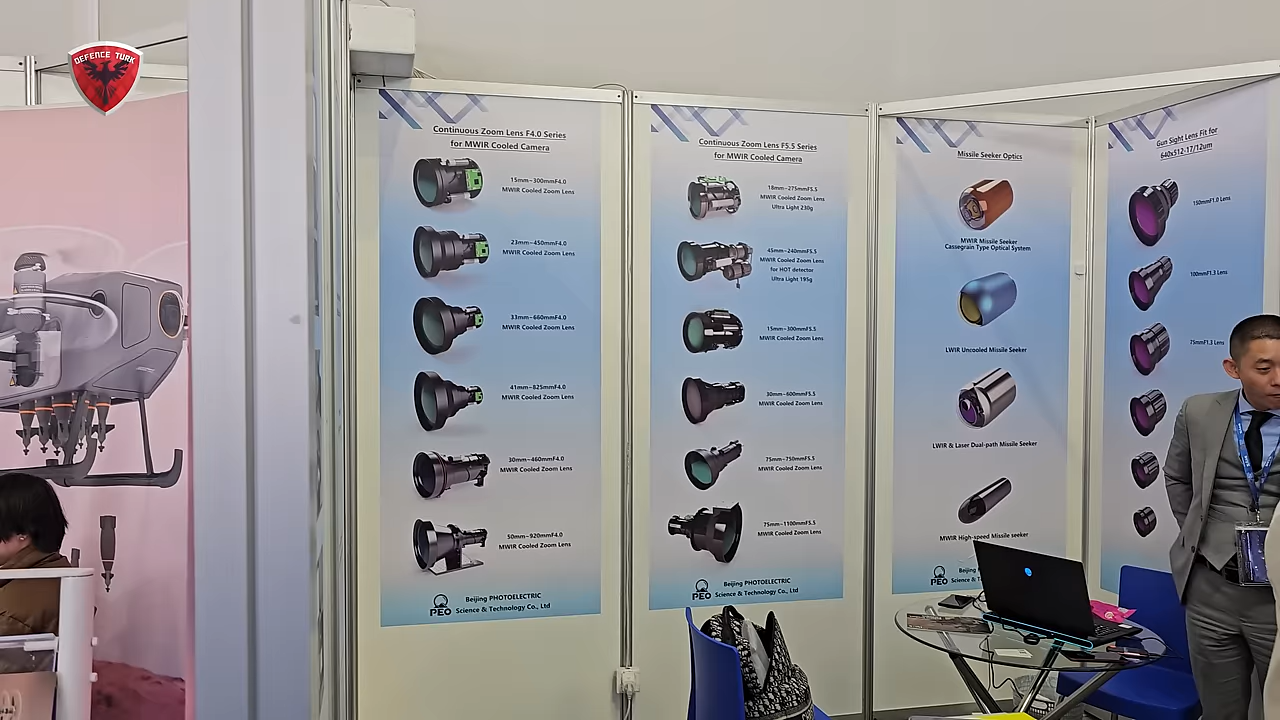 DEFENCE TURK
Continuous Zoom Lens F4.0 Series
for MWIR Cooled Camera
15mm~300mmF4.0
MWIR Cooled Zoom Lens
23mm~450mmF4.0
MWIR Cooled Zoom Lens
33mm~660mmF4.0
MWIR Cooled Zoom Lens
41mm~825mmF4.0
MWIR Cooled Zoom Lens
30mm~460mmF4.0
MWIR Cooled Zoom Lens
50mm~920mmF4.0
MWIR Cooled Zoom Lens
PEO
Beijing PHOTOELECTRIC
Science & Technology Co., Ltd
Continuous Zoom Lens F5.5 Series
for MWIR Cooled Camera
18mm~275mmF5.5
MWIR Cooled Zoom Lens
Ultra Light 230g
45mm~240mmF5.5
MWIR Cooled Zoom Lens
for HOT detector
Ultra Light 195g
15mm~300mmF5.5
MWIR Cooled Zoom Lens
30mm~600mmF5.5
MWIR Cooled Zoom Lens
75mm~750mmF5.5
MWIR Cooled Zoom Lens
75mm~1100mmF5.5
MWIR Cooled Zoom Lens
PEO
Beijing PHOTOELECTRIC
Science & Technology Co., Ltd
Missile Seeker Optics
MWIR Missile Seeker
Cassegrain Type Optical System
LWIR Uncooled Missile Seeker
LWIR & Laser Dual-path Missile Seeker
MWIR High-speed Missile seeker
PEO
Beijing
Science &
Gun Sight Lens Fit for
640x512-17/12um
150mmF1.0 Lens
100mmF1.3 Lens
75mmF1.3 Lens